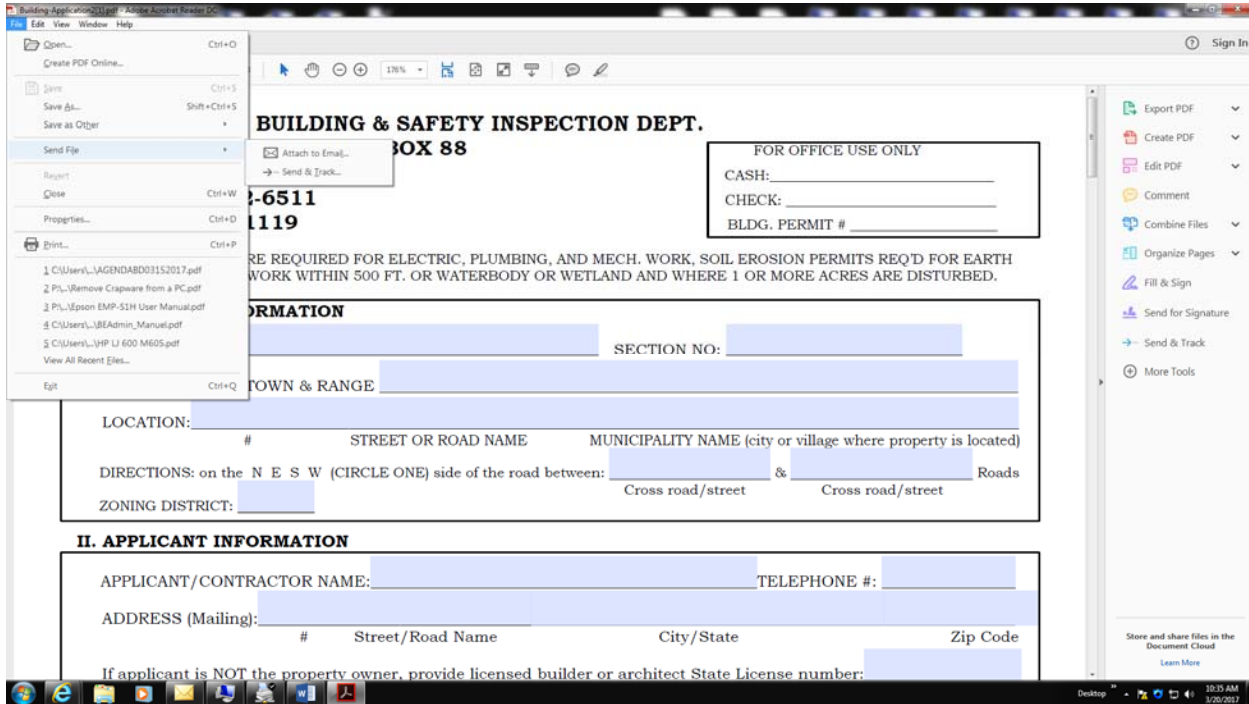 Building-Application2[1].pdf - Adobe Acrobat Reader DC
File Edit View Window Help
Open... Ctrl+O
Create PDF Online...
Save Ctrl+S
Save As... Shift+Ctrl+S
Save as Other
Send File
Attach to Email...
Send & Track...
Revert
Close Ctrl+W
Properties... Ctrl+D
Print... Ctrl+P
1 C:\Users\...\AGENDABD03152017.pdf
2 P:\...\Remove Crapware from a PC.pdf
3 P:\...\Epson EMP-S1H User Manual.pdf
4 C:\Users\...\BEAdmin_Manuel.pdf
5 C:\Users\...\HP LJ 600 M605.pdf
View All Recent Files...
Exit Ctrl+Q
176%
Sign In
BUILDING & SAFETY INSPECTION DEPT.
BOX 88
2-6511
1119
FOR OFFICE USE ONLY
CASH:
CHECK:
BLDG. PERMIT #
RE REQUIRED FOR ELECTRIC, PLUMBING, AND MECH. WORK, SOIL EROSION PERMITS REQ'D FOR EARTH
WORK WITHIN 500 FT. OR WATERBODY OR WETLAND AND WHERE 1 OR MORE ACRES ARE DISTURBED.
ORMATION
SECTION NO:
TOWN & RANGE
LOCATION:
# STREET OR ROAD NAME MUNICIPALITY NAME (city or village where property is located)
DIRECTIONS: on the N E S W (CIRCLE ONE) side of the road between: & Roads
Cross road/street Cross road/street
ZONING DISTRICT:
II. APPLICANT INFORMATION
APPLICANT/CONTRACTOR NAME: TELEPHONE #:
ADDRESS (Mailing):
# Street/Road Name City/State Zip Code
If applicant is NOT the property owner, provide licensed builder or architect State License number:
Export PDF
Create PDF
Edit PDF
Comment
Combine Files
Organize Pages
Fill & Sign
Send for Signature
Send & Track
More Tools
Store and share files in the
Document Cloud
Learn More
Desktop
10:35 AM
3/20/2017